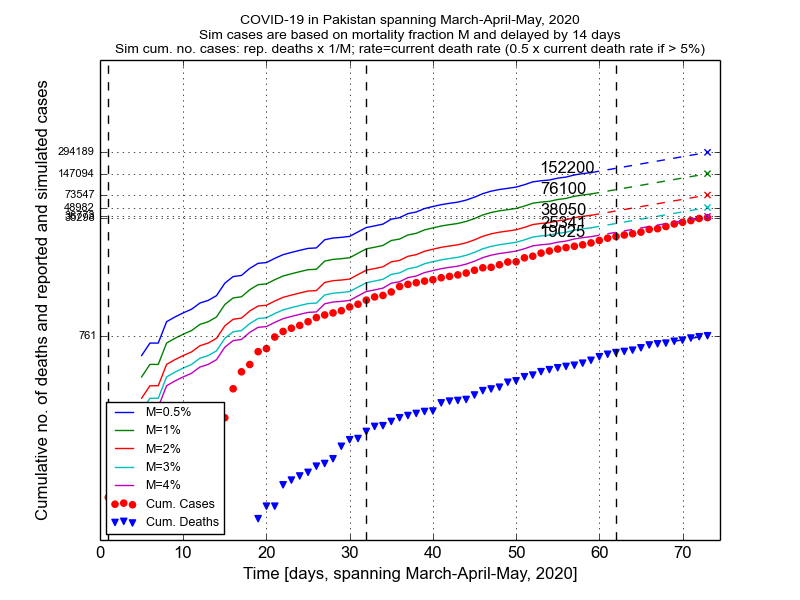 COVID-19 in Pakistan spanning March-April-May, 2020
Sim cases are based on mortality fraction M and delayed by 14 days
Sim cum. no. cases: rep. deaths x 1/M; rate=current death rate (0.5 x current death rate if > 5%)
Cumulative no. of deaths and reported and simulated cases
294189
147094
73547
48982
761
152200
76100
38050
25341
19025
M=0.5%
M=1%
M=2%
M=3%
M=4%
Cum. Cases
Cum. Deaths
0 10 20 30 40 50 60 70
Time [days, spanning March-April-May, 2020]